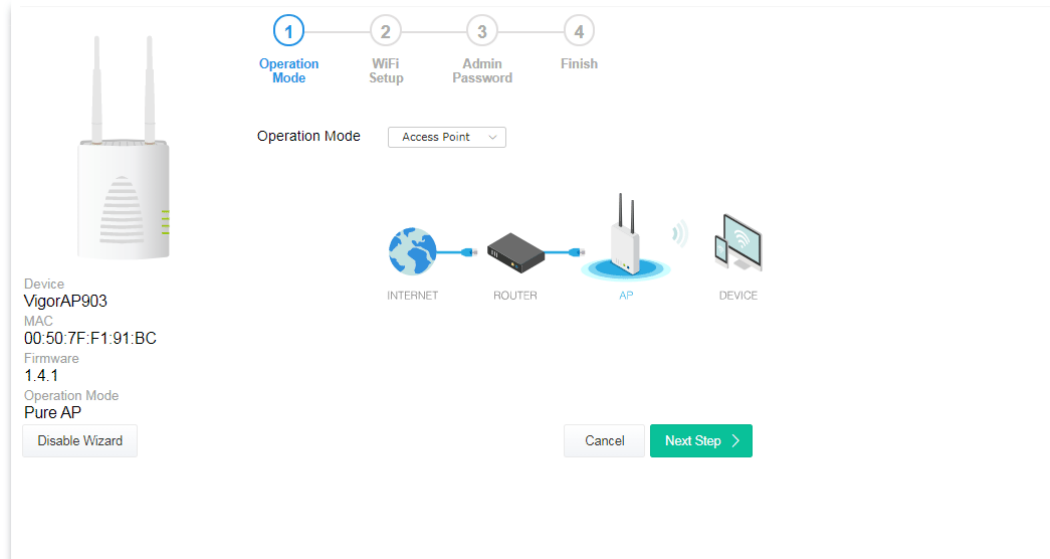 1
2
3
4
Operation
Mode
WiFi
Setup
Admin
Password
Finish
Operation Mode
Access Point
INTERNET
ROUTER
AP
DEVICE
Device
VigorAP903
MAC
00:50:7F:F1:91:BC
Firmware
1.4.1
Operation Mode
Pure AP
Disable Wizard
Cancel
Next Step